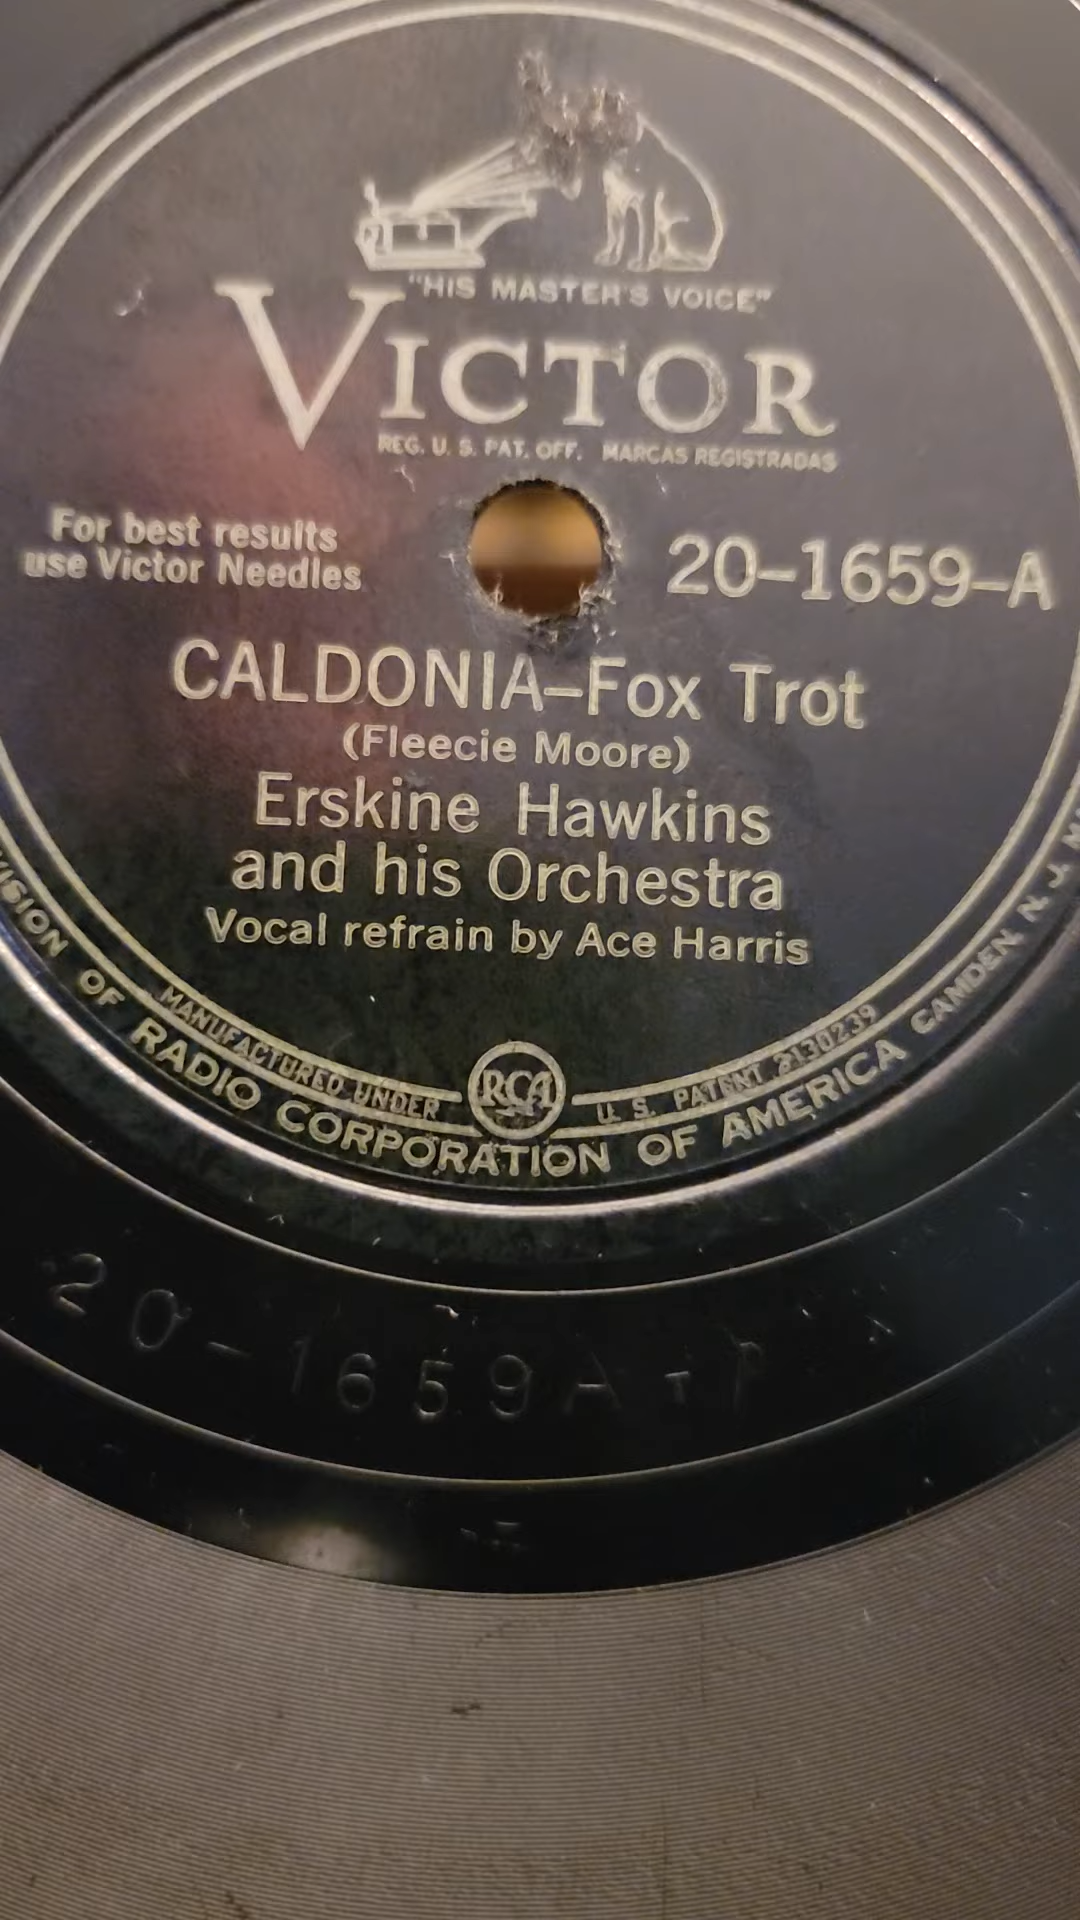 "HIS MASTER'S VOICE"
VICTOR
REG. U. S. PAT. OFF. MARCAS REGISTRADAS
For best results
use Victor Needles
20-1659-A
CALDONIA-Fox Trot
(Fleecie Moore)
Erskine Hawkins
and his Orchestra
Vocal refrain by Ace Harris
MANUFACTURED UNDER RCA U. S. PATENT 2130239
OF RADIO CORPORATION OF AMERICA CAMDEN, N. J.
20-1659A